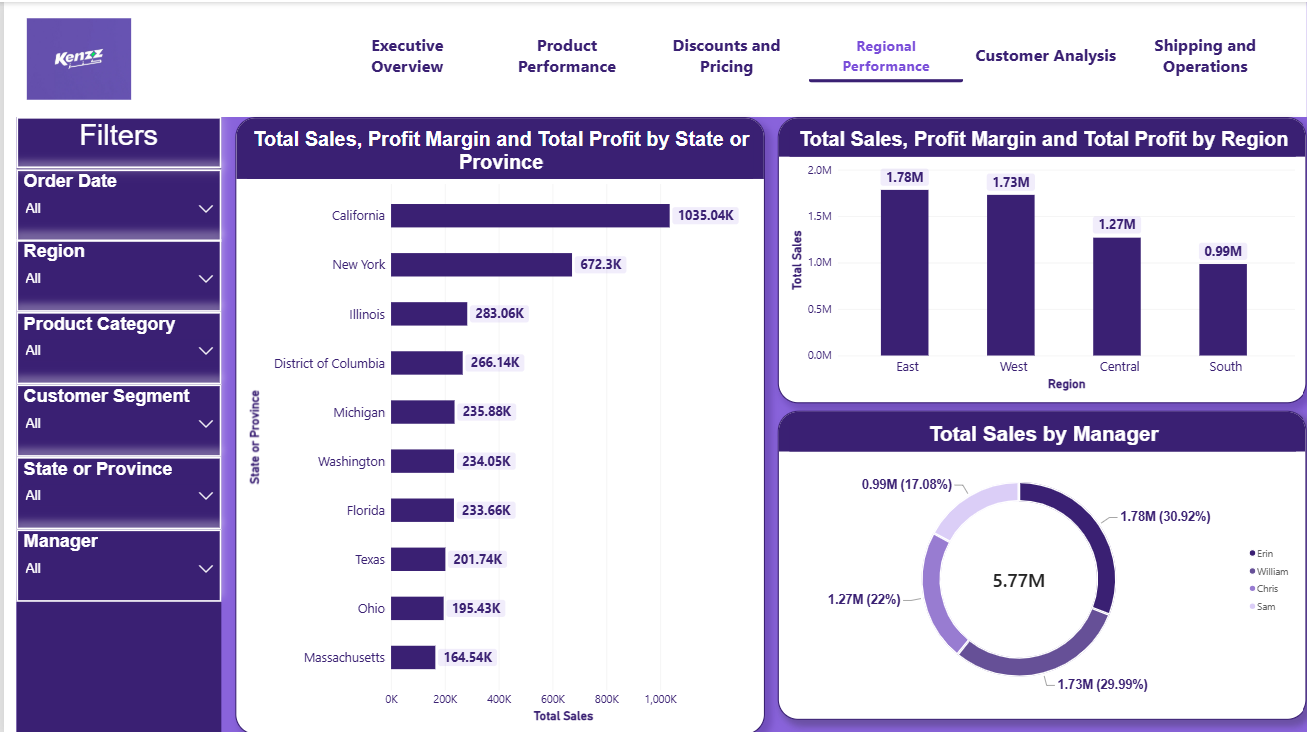 Kenzz
Executive
Overview
Product
Performance
Discounts and
Pricing
Regional
Performance
Customer Analysis
Shipping and
Operations
Filters
Order Date
All
Region
All
Product Category
All
Customer Segment
All
State or Province
All
Manager
All
Total Sales, Profit Margin and Total Profit by State or
Province
State or Province
California
1035.04K
New York
672.3K
Illinois
283.06K
District of Columbia
266.14K
Michigan
235.88K
Washington
234.05K
Florida
233.66K
Texas
201.74K
Ohio
195.43K
Massachusetts
164.54K
0K
200K
400K
600K
800K
1,000K
Total Sales
Total Sales, Profit Margin and Total Profit by Region
Total Sales
2.0M
1.5M
1.0M
0.5M
0.0M
1.78M
1.73M
1.27M
0.99M
East
West
Central
South
Region
Total Sales by Manager
0.99M (17.08%)
1.78M (30.92%)
1.27M (22%)
1.73M (29.99%)
5.77M
Erin
William
Chris
Sam